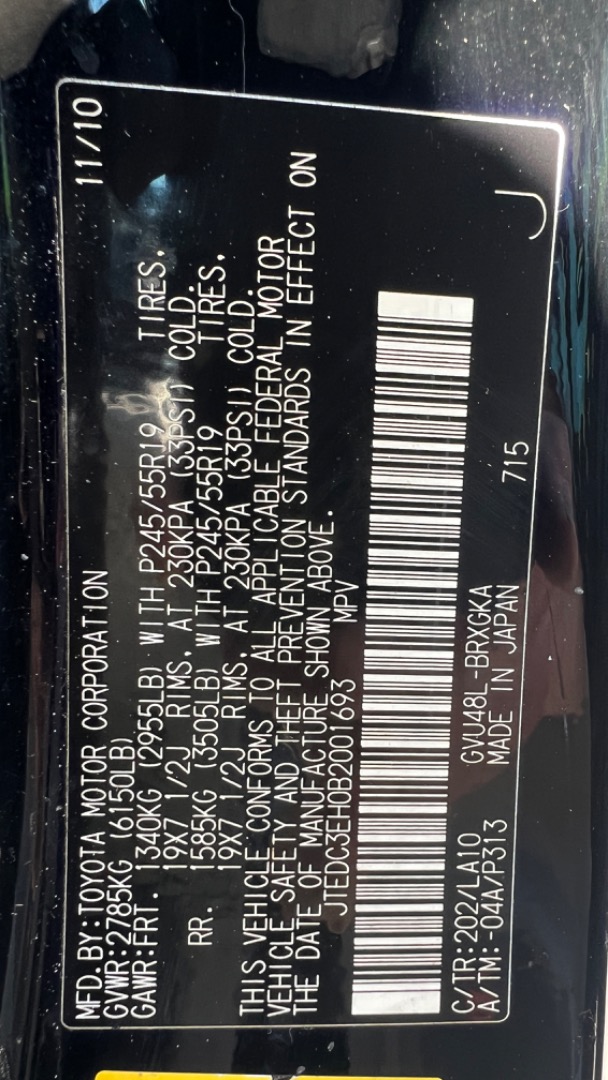 MFD.BY:TOYOTA MOTOR CORPORATION 11/10
GVWR:2785KG (6150LB)
GAWR:FRT. 1340KG (2955LB) WITH P245/55R19 TIRES,
19X7 1/2J RIMS, AT 230KPA (33PSI) COLD.
RR. 1585KG (3505LB) WITH P245/55R19 TIRES,
19X7 1/2J RIMS, AT 230KPA (33PSI) COLD.
THIS VEHICLE CONFORMS TO ALL APPLICABLE FEDERAL MOTOR
VEHICLE SAFETY AND THEFT PREVENTION STANDARDS IN EFFECT ON
THE DATE OF MANUFACTURE SHOWN ABOVE.
JTEDC3EH0B2001693 MPV
C/TR:202/LA10 GVU48L-BRXGKA
A/TM:-04A/P313 MADE IN JAPAN 715 J